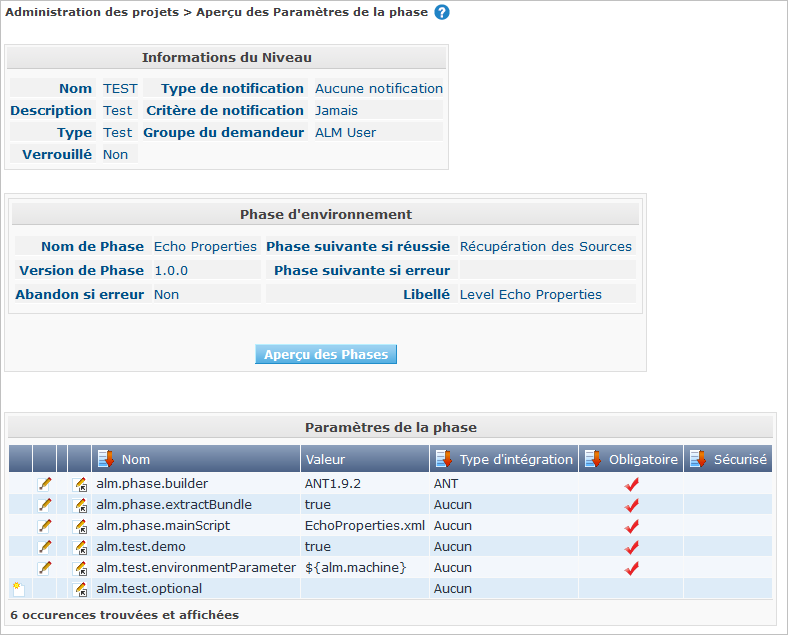 Administration des projets > Aperçu des Paramètres de la phase ?
Informations du Niveau
Nom TEST Type de notification Aucune notification
Description Test Critère de notification Jamais
Type Test Groupe du demandeur ALM User
Verrouillé Non
Phase d'environnement
Nom de Phase Echo Properties Phase suivante si réussie Récupération des Sources
Version de Phase 1.0.0 Phase suivante si erreur
Abandon si erreur Non Libellé Level Echo Properties
Aperçu des Phases
Paramètres de la phase
Nom Valeur Type d'intégration Obligatoire Sécurisé
alm.phase.builder ANT1.9.2 ANT
alm.phase.extractBundle true Aucun
alm.phase.mainScript EchoProperties.xml Aucun
alm.test.demo true Aucun
alm.test.environmentParameter ${alm.machine} Aucun
alm.test.optional Aucun
6 occurences trouvées et affichées